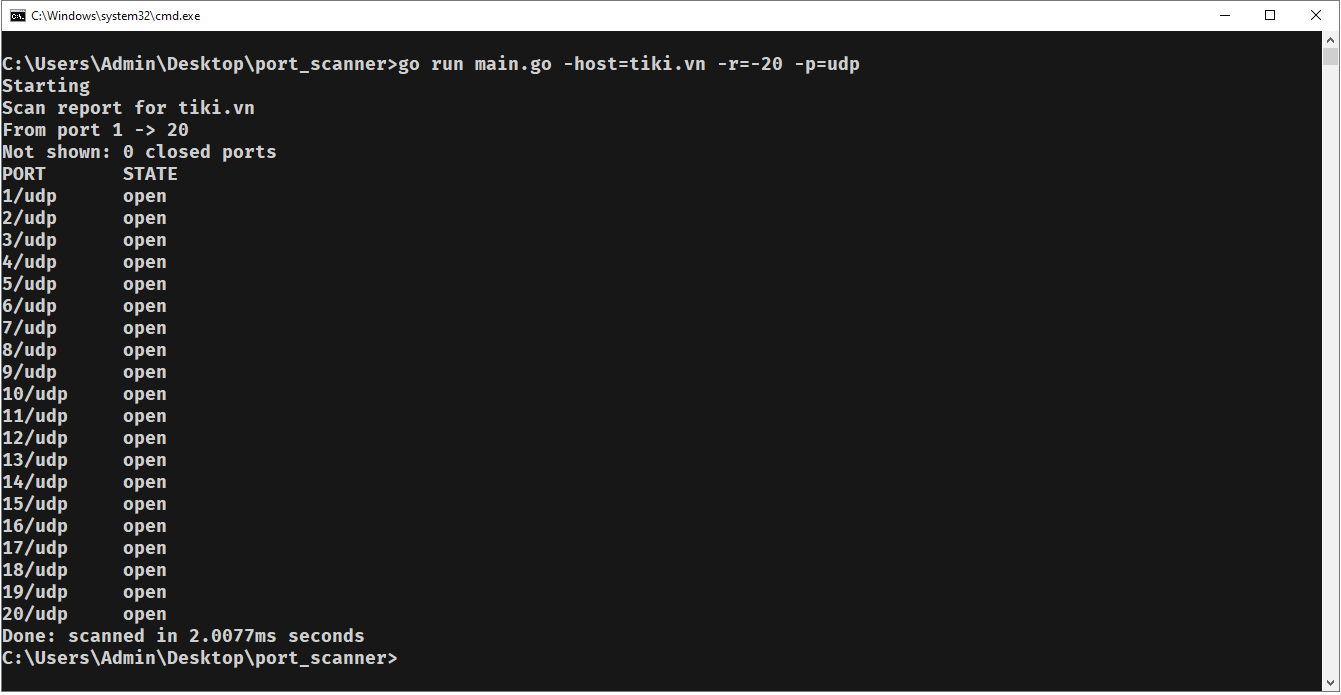 C:\Windows\system32\cmd.exe
C:\Users\Admin\Desktop\port_scanner>go run main.go -host=tiki.vn -r=-20 -p=udp
Starting
Scan report for tiki.vn
From port 1 -> 20
Not shown: 0 closed ports
PORT STATE
1/udp open
2/udp open
3/udp open
4/udp open
5/udp open
6/udp open
7/udp open
8/udp open
9/udp open
10/udp open
11/udp open
12/udp open
13/udp open
14/udp open
15/udp open
16/udp open
17/udp open
18/udp open
19/udp open
20/udp open
Done: scanned in 2.0077ms seconds
C:\Users\Admin\Desktop\port_scanner>